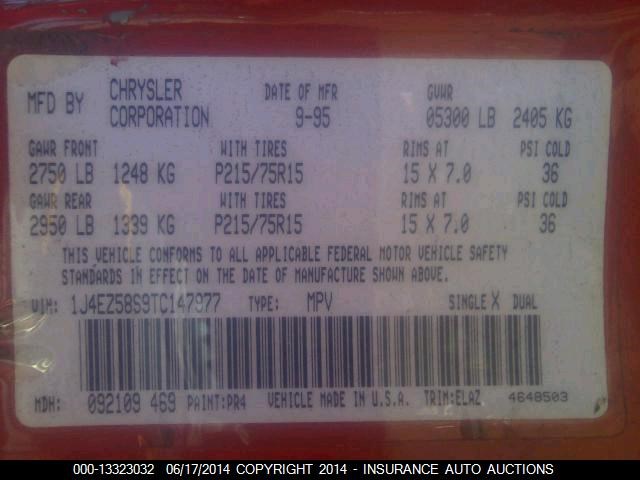 MFD BY CHRYSLER CORPORATION DATE OF MFR 9-95 GVWR 05300 LB 2405 KG
GAWR FRONT WITH TIRES RIMS AT PSI COLD
2750 LB 1248 KG P215/75R15 15 X 7.0 36
GAWR REAR WITH TIRES RIMS AT PSI COLD
2950 LB 1339 KG P215/75R15 15 X 7.0 36
THIS VEHICLE CONFORMS TO ALL APPLICABLE FEDERAL MOTOR VEHICLE SAFETY
STANDARDS IN EFFECT ON THE DATE OF MANUFACTURE SHOWN ABOVE.
VIN: 1J4EZ58S9TC147977 TYPE: MPV SINGLE X DUAL
MDH: 092109 469 PAINT:PR4 VEHICLE MADE IN U.S.A. TRIM:ELAZ 4648503
000-13323032 06/17/2014 COPYRIGHT 2014 - INSURANCE AUTO AUCTIONS